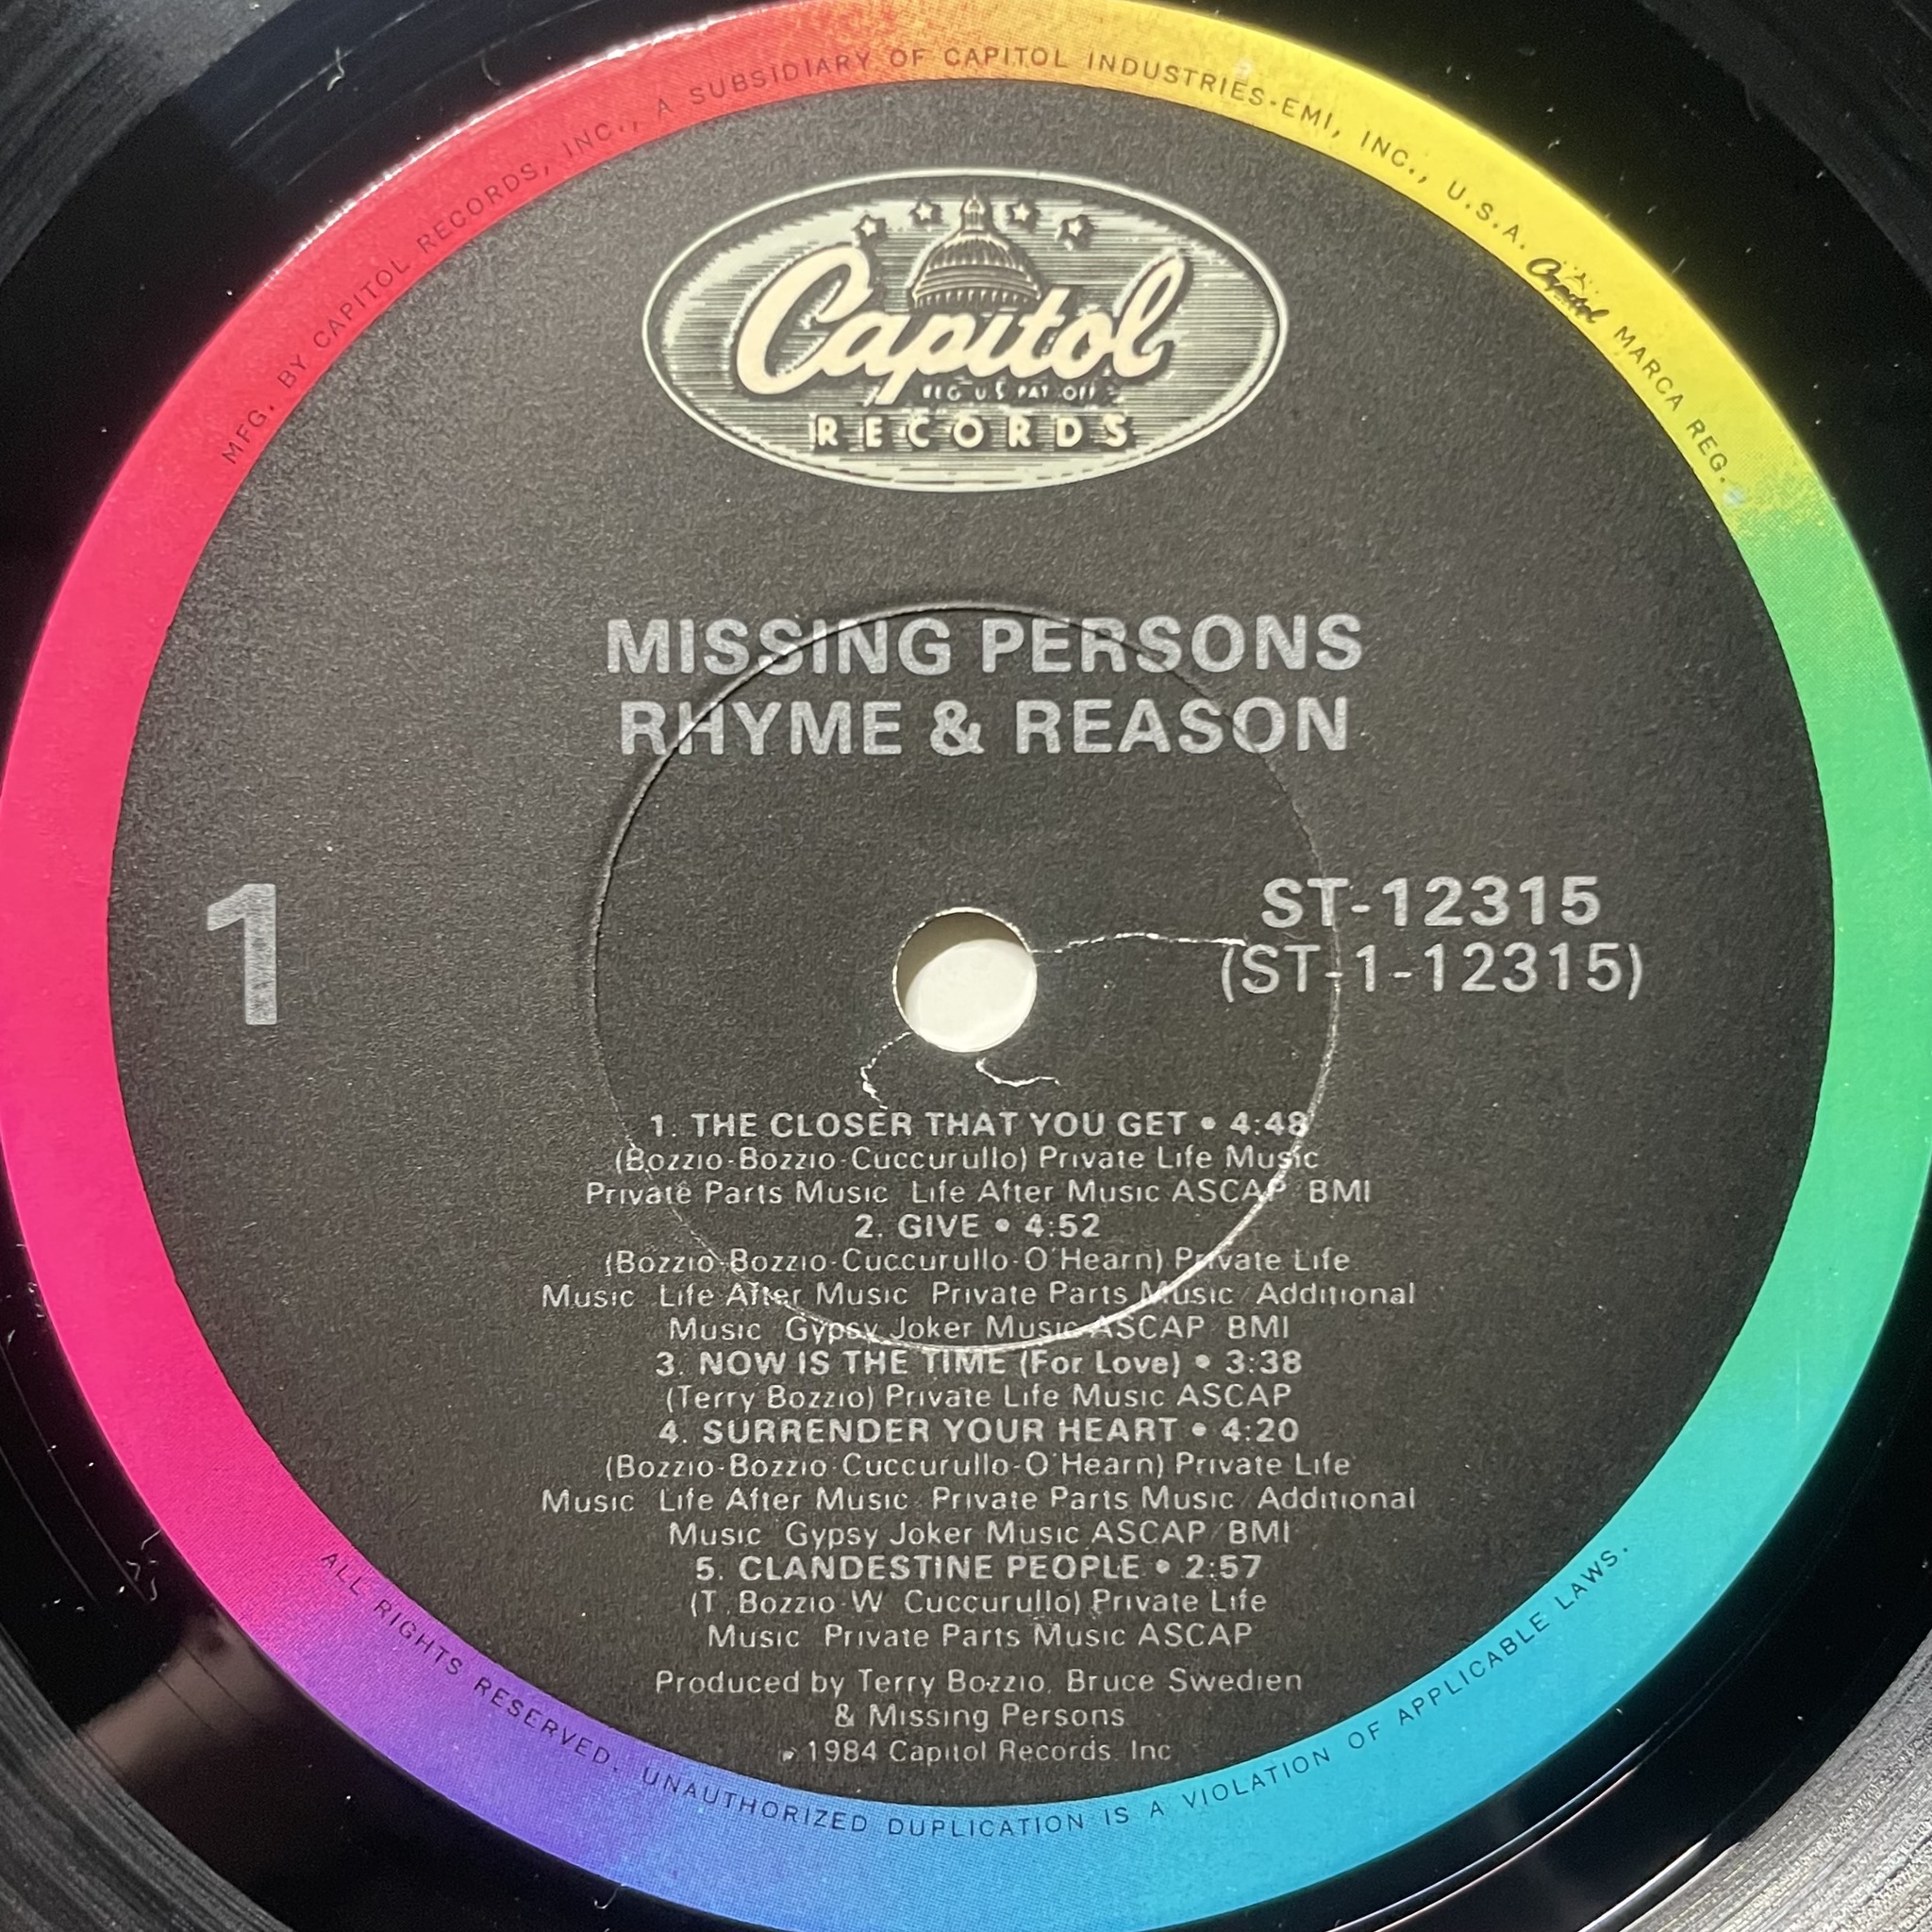 MFG. BY CAPITOL RECORDS, INC., A SUBSIDIARY OF CAPITOL INDUSTRIES-EMI, INC., U.S.A. Capitol MARCA REG.
Capitol
REG U.S. PAT. OFF.
RECORDS
MISSING PERSONS
RHYME & REASON
1
ST-12315
(ST-1-12315)
1. THE CLOSER THAT YOU GET • 4:48
(Bozzio-Bozzio-Cuccurullo) Private Life Music
Private Parts Music Life After Music ASCAP BMI
2. GIVE • 4:52
(Bozzio-Bozzio-Cuccurullo-O'Hearn) Private Life
Music Life After Music Private Parts Music/Additional
Music Gypsy Joker Music ASCAP BMI
3. NOW IS THE TIME (For Love) • 3:38
(Terry Bozzio) Private Life Music ASCAP
4. SURRENDER YOUR HEART • 4:20
(Bozzio-Bozzio-Cuccurullo-O'Hearn) Private Life
Music Life After Music Private Parts Music/Additional
Music Gypsy Joker Music ASCAP/BMI
5. CLANDESTINE PEOPLE • 2:57
(T. Bozzio-W. Cuccurullo) Private Life
Music Private Parts Music ASCAP
Produced by Terry Bozzio, Bruce Swedien
& Missing Persons
℗ 1984 Capitol Records, Inc.
ALL RIGHTS RESERVED. UNAUTHORIZED DUPLICATION IS A VIOLATION OF APPLICABLE LAWS.